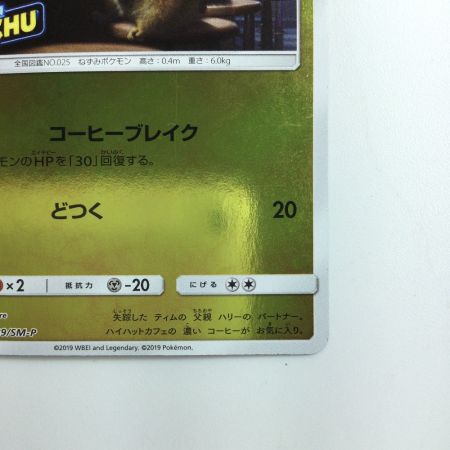 CHU
全国図鑑NO.025 ねずみポケモン 高さ:0.4m 重さ:6.0kg
コーヒーブレイク
モンのHPを「30」回復する。
どつく 20
×2 抵抗力 -20 にげる
9/SM-P
失踪した ティムの 父親 ハリーの パートナー。
ハイハットカフェの 濃い コーヒーが お気に入り。
©2019 WBEI and Legendary. ©2019 Pokémon.